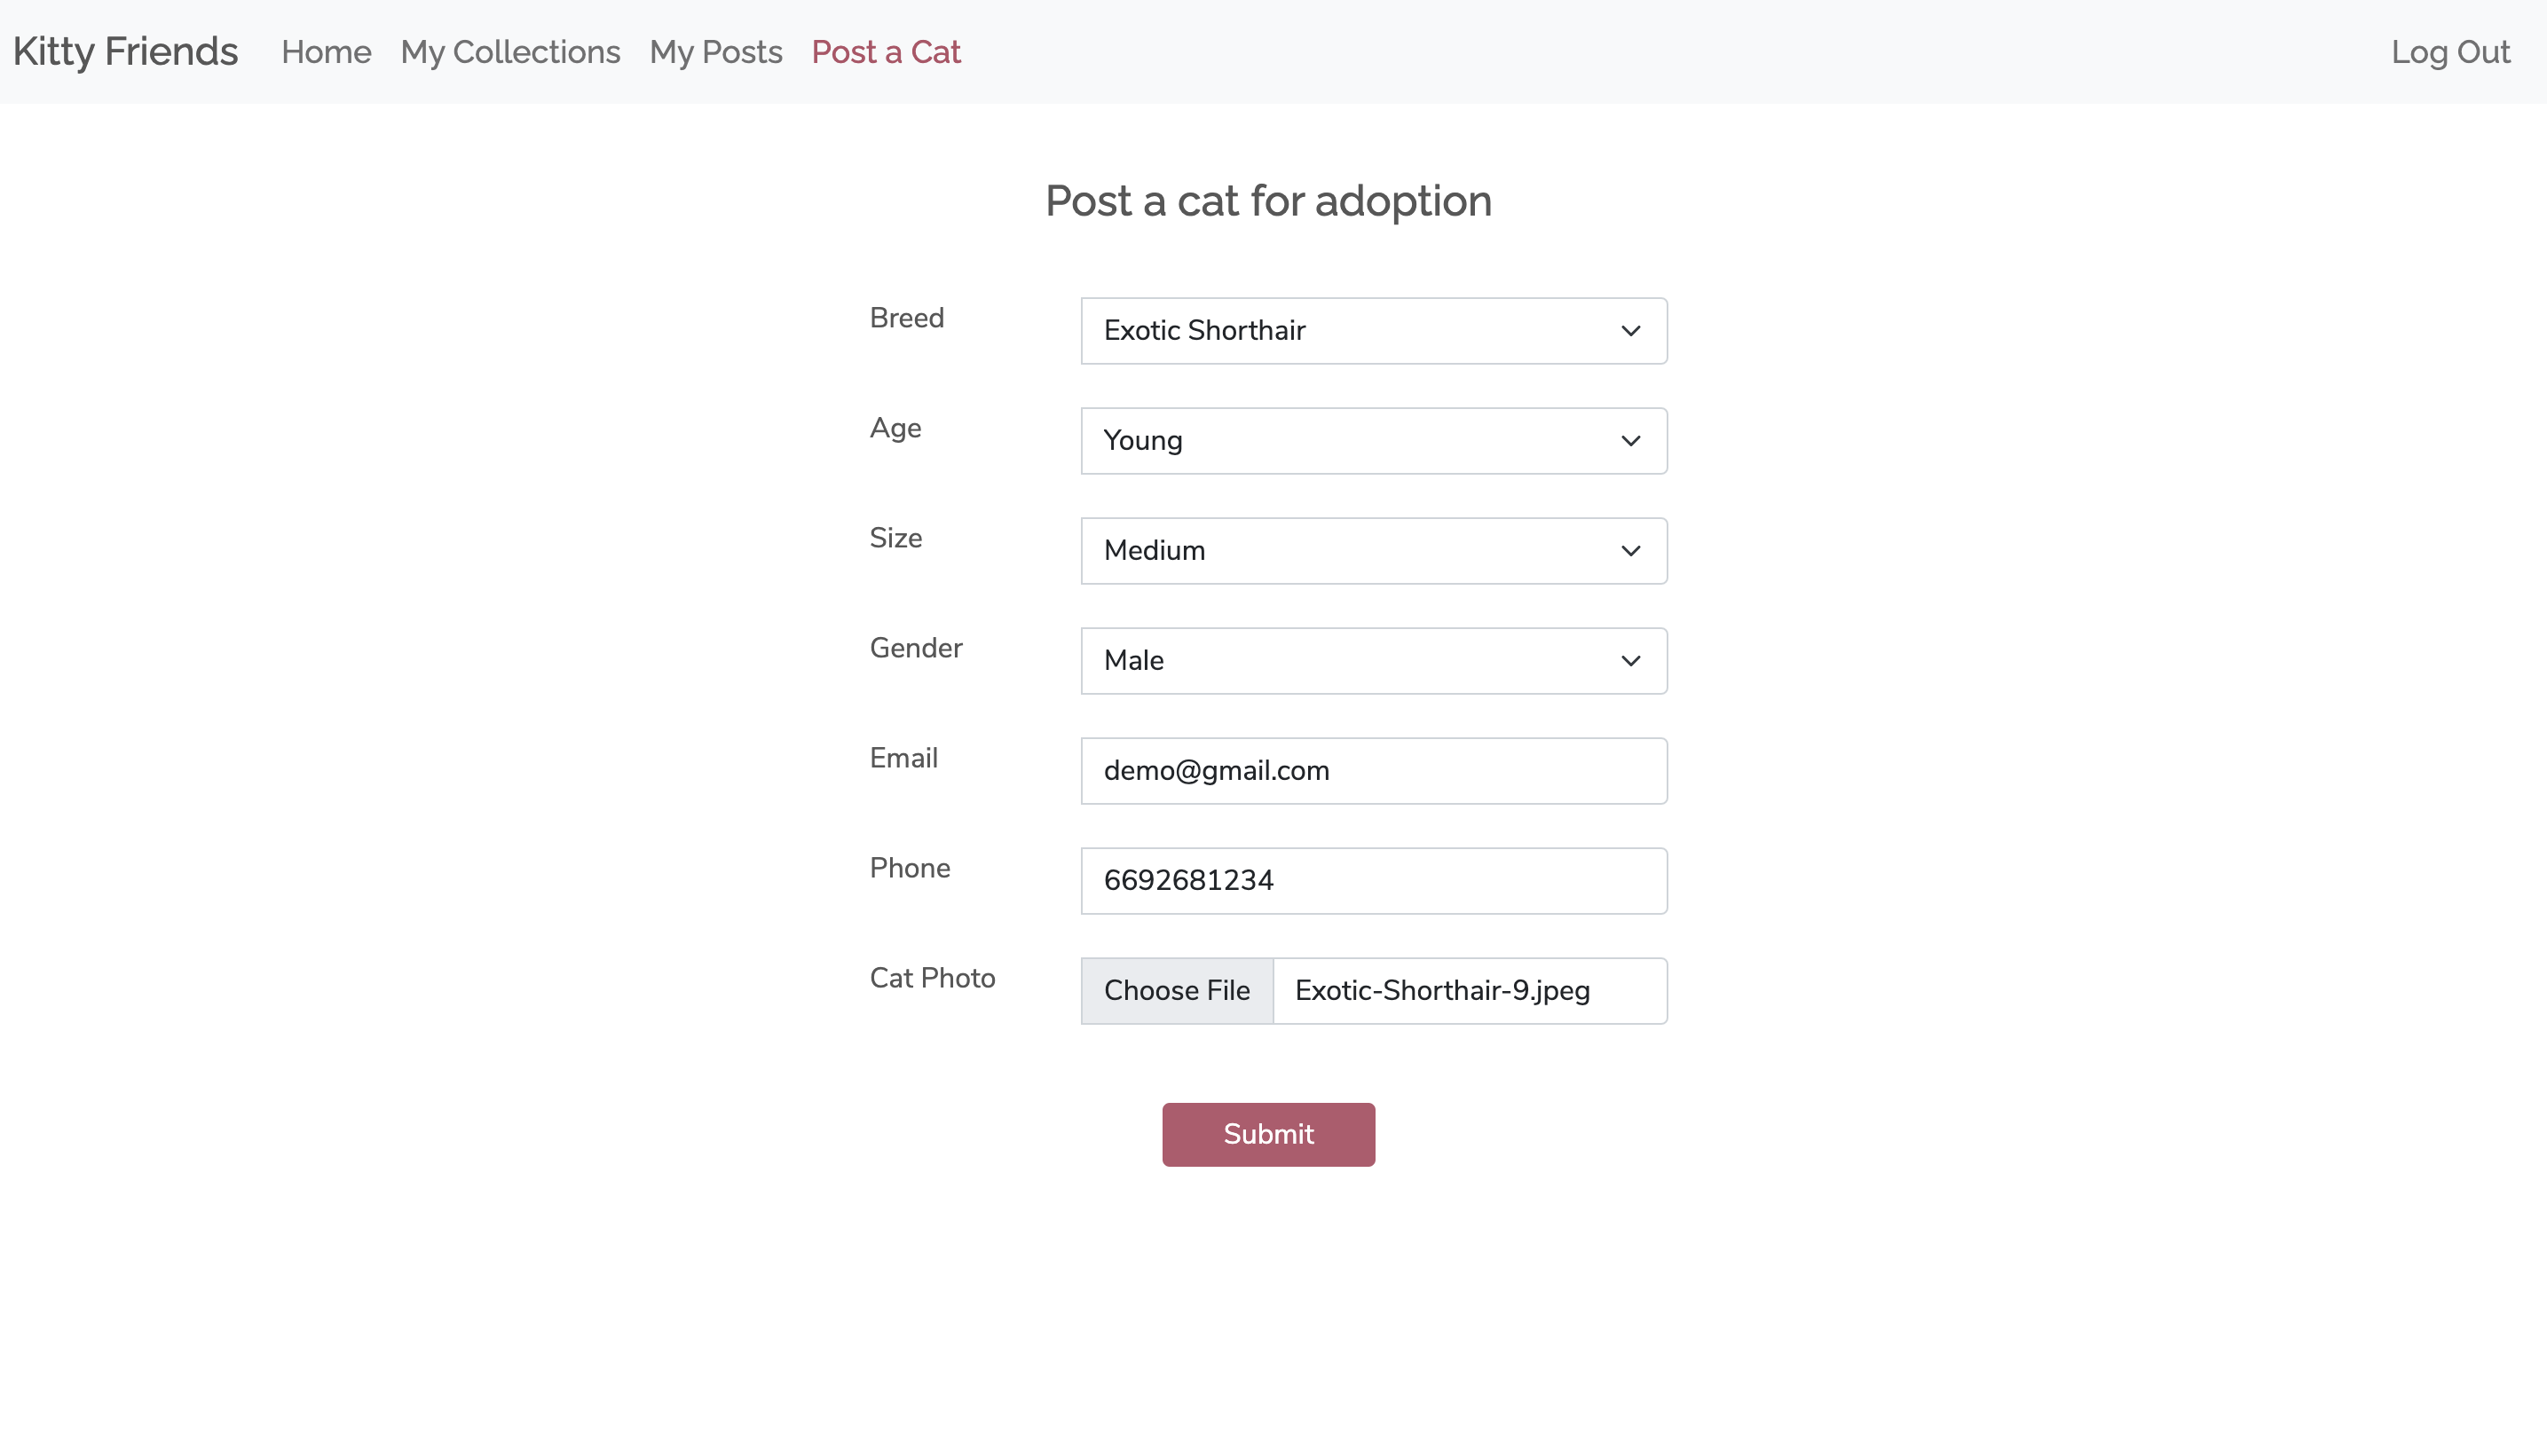 Kitty Friends Home My Collections My Posts Post a Cat Log Out
Post a cat for adoption
Breed Exotic Shorthair
Age Young
Size Medium
Gender Male
Email demo@gmail.com
Phone 6692681234
Cat Photo Choose File Exotic-Shorthair-9.jpeg
Submit